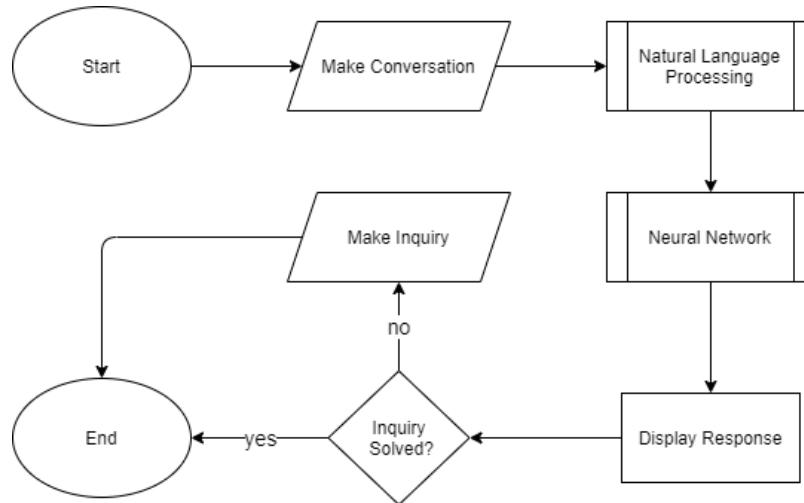 Start
Make Conversation
Natural Language
Processing
Make Inquiry
Neural Network
no
End
yes
Inquiry
Solved?
Display Response